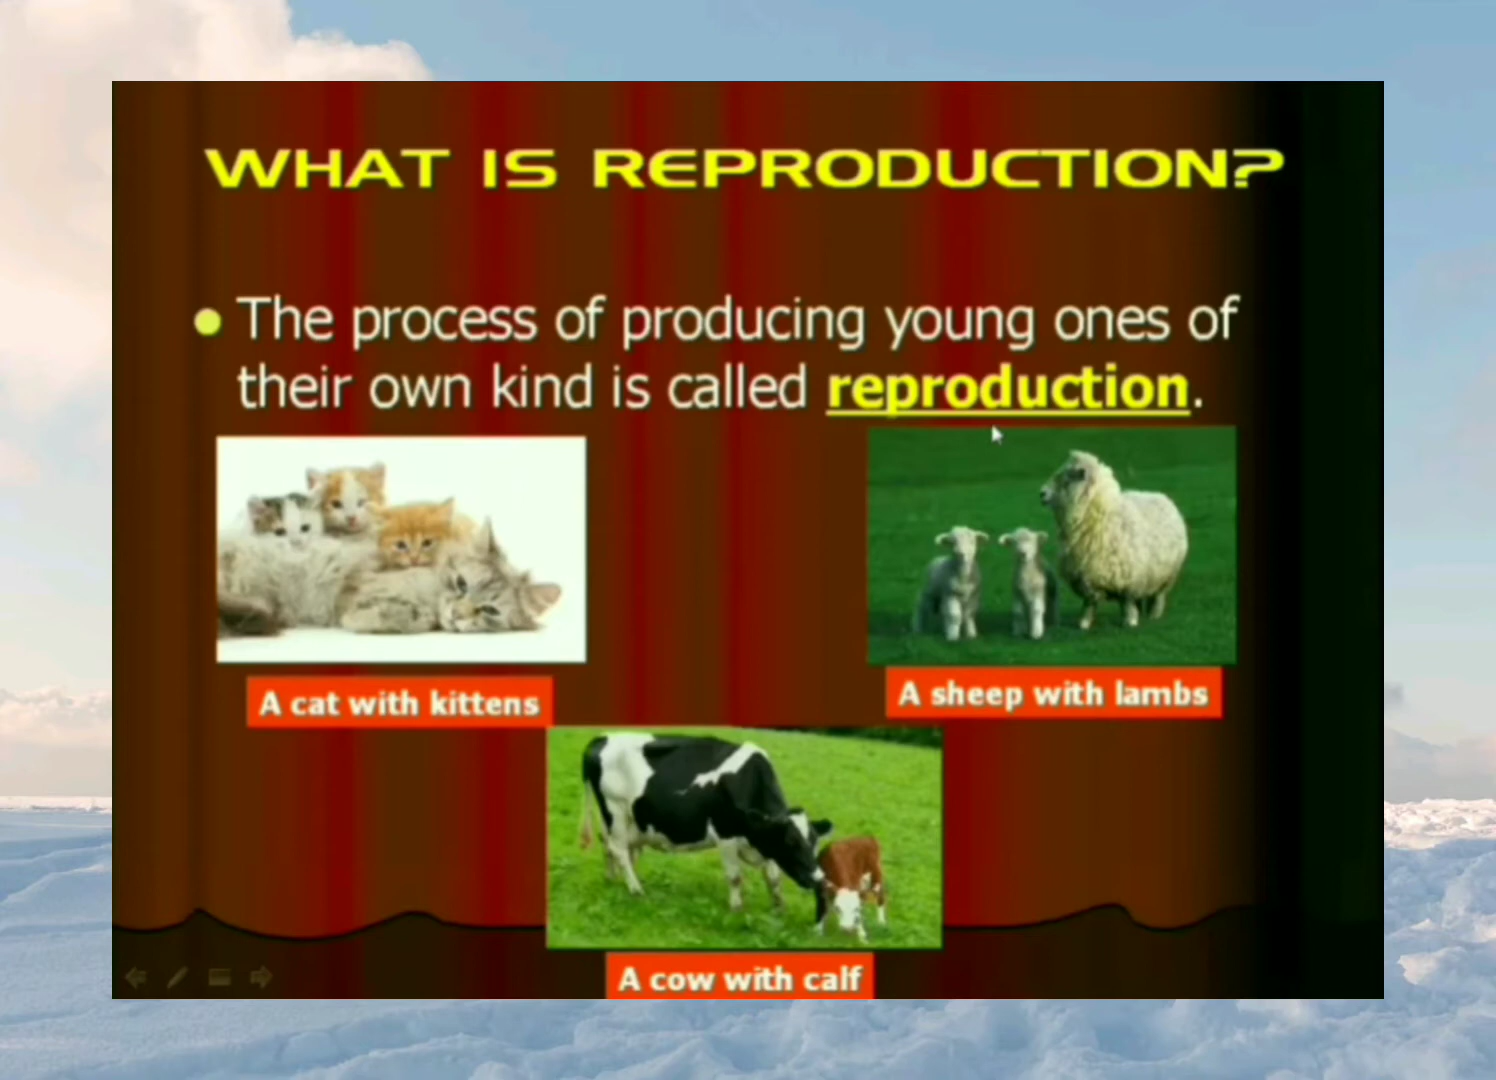 WHAT IS REPRODUCTION?
The process of producing young ones of
their own kind is called reproduction.
A cat with kittens
A sheep with lambs
A cow with calf